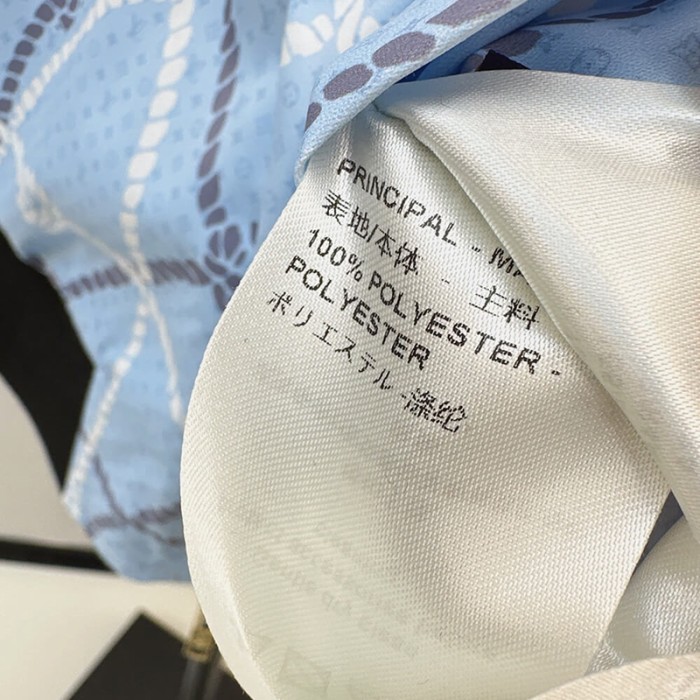 PRINCIPAL - MA
表地/本体 - 主料
100% POLYESTER -
POLYESTER
ポリエステル - 涤纶